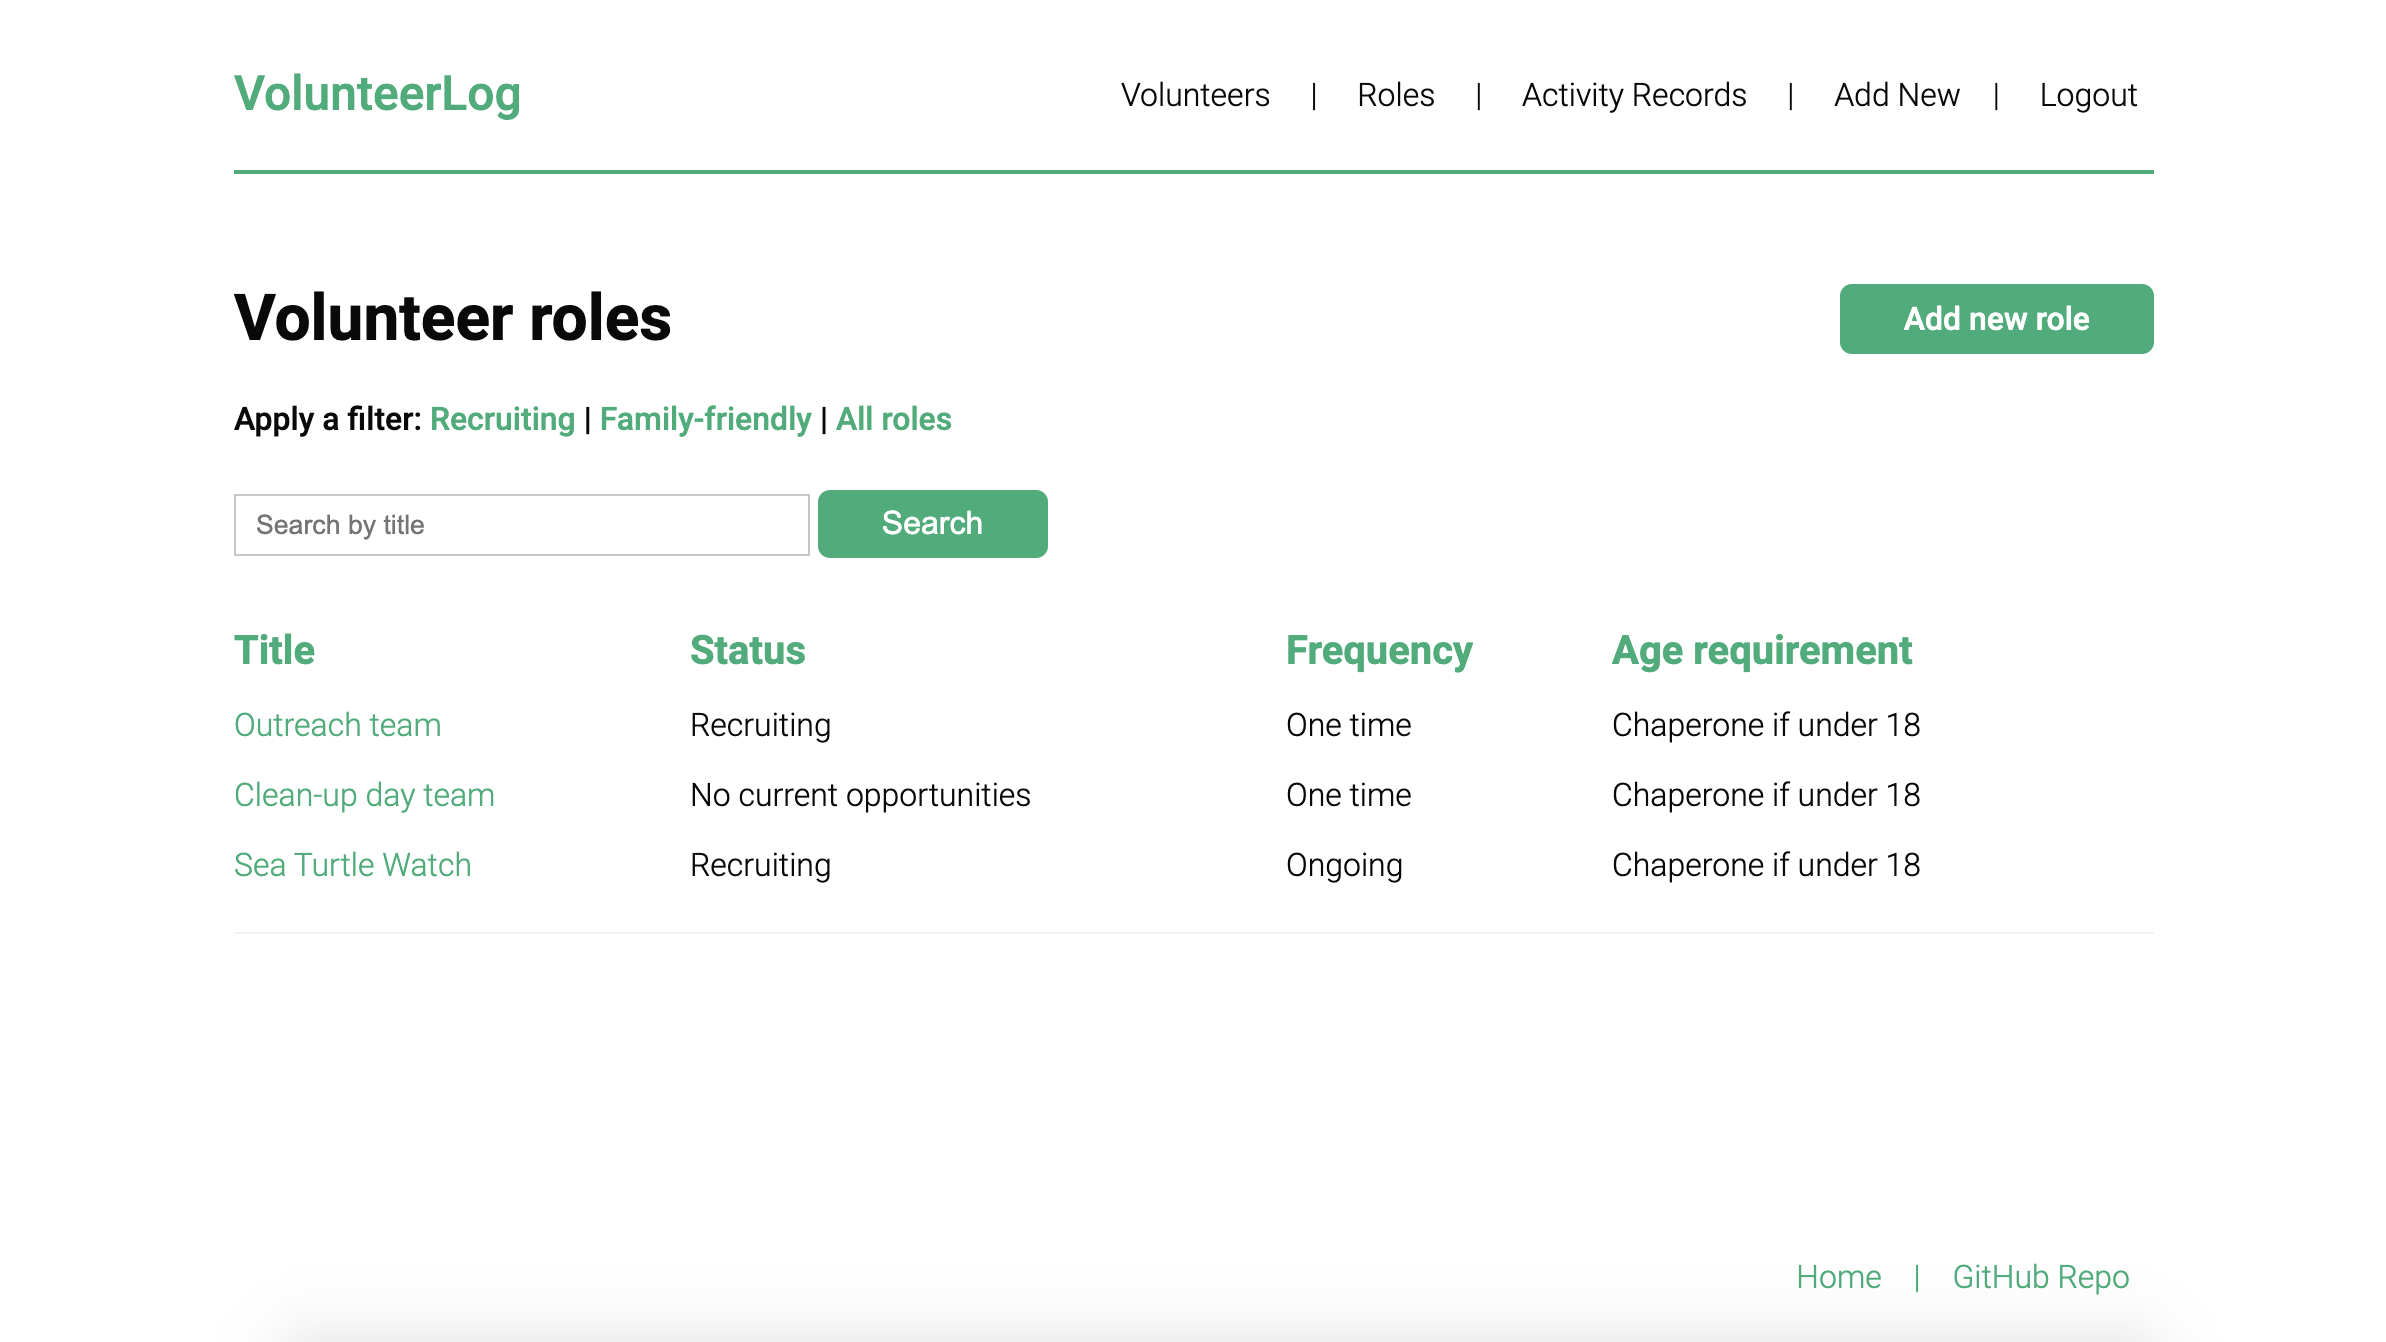 VolunteerLog
Volunteers | Roles | Activity Records | Add New | Logout
Volunteer roles
Add new role
Apply a filter: Recruiting | Family-friendly | All roles
Search by title
Search
Title Status Frequency Age requirement
Outreach team Recruiting One time Chaperone if under 18
Clean-up day team No current opportunities One time Chaperone if under 18
Sea Turtle Watch Recruiting Ongoing Chaperone if under 18
Home | GitHub Repo